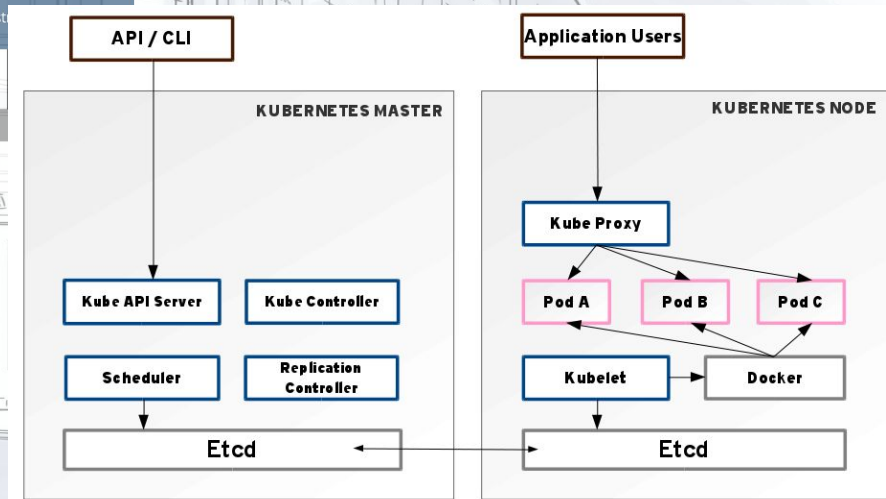 API / CLI
Application Users
KUBERNETES MASTER
KUBERNETES NODE
Kube Proxy
Kube API Server
Kube Controller
Pod A
Pod B
Pod C
Scheduler
Replication
Controller
Kubelet
Docker
Etcd
Etcd